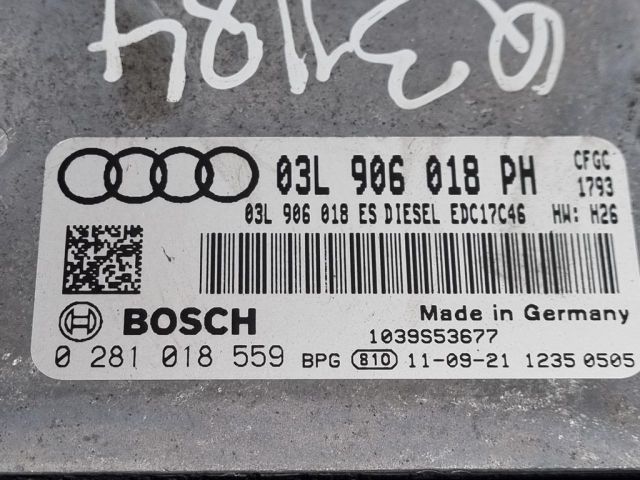 03L 906 018 PH CFGC
1793
03L 906 018 ES DIESEL EDC17C46 HW: H26
BOSCH
Made in Germany
1039S53677
0 281 018 559 BPG 810 11-09-21 1235 0505